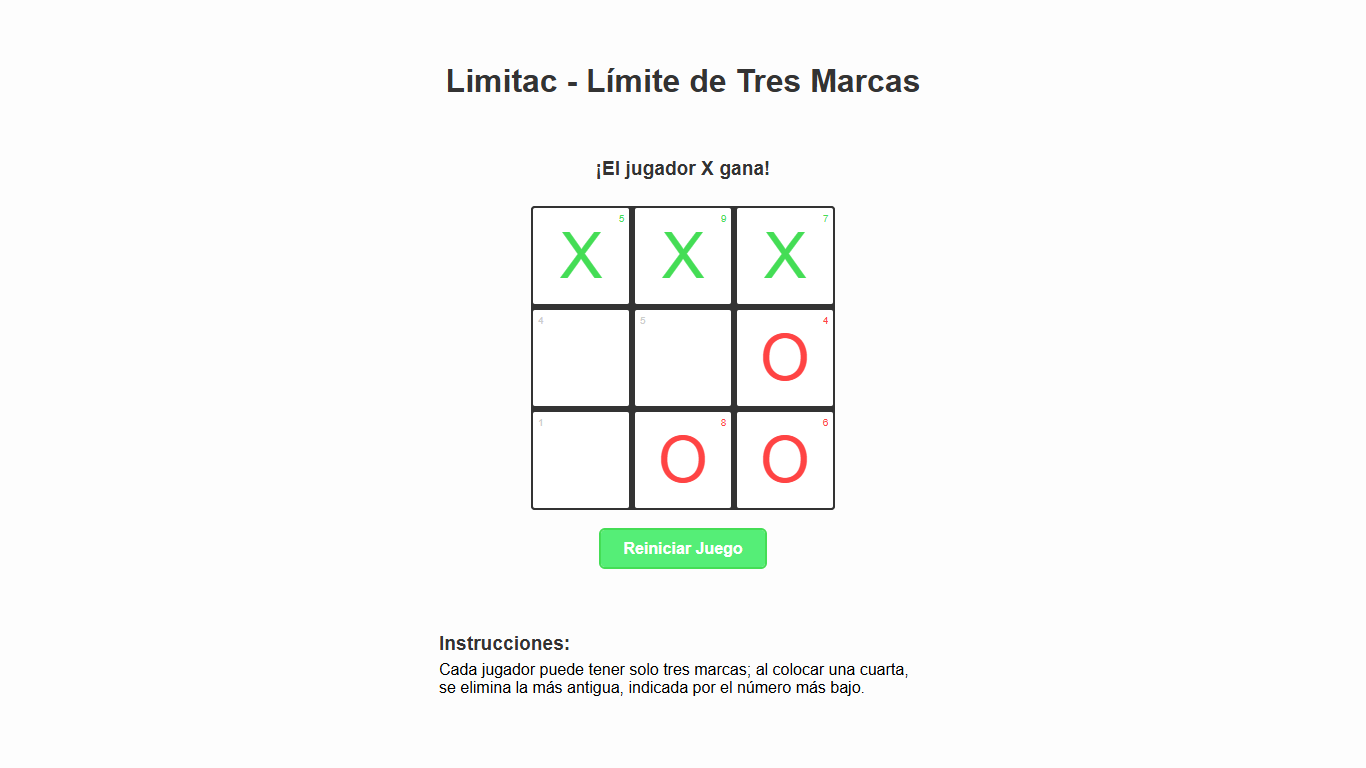 Limitac - Límite de Tres Marcas
¡El jugador X gana!
5 9 7
X X X
4 5 4
O
1 8 6
O O
Reiniciar Juego
Instrucciones:
Cada jugador puede tener solo tres marcas; al colocar una cuarta,
se elimina la más antigua, indicada por el número más bajo.